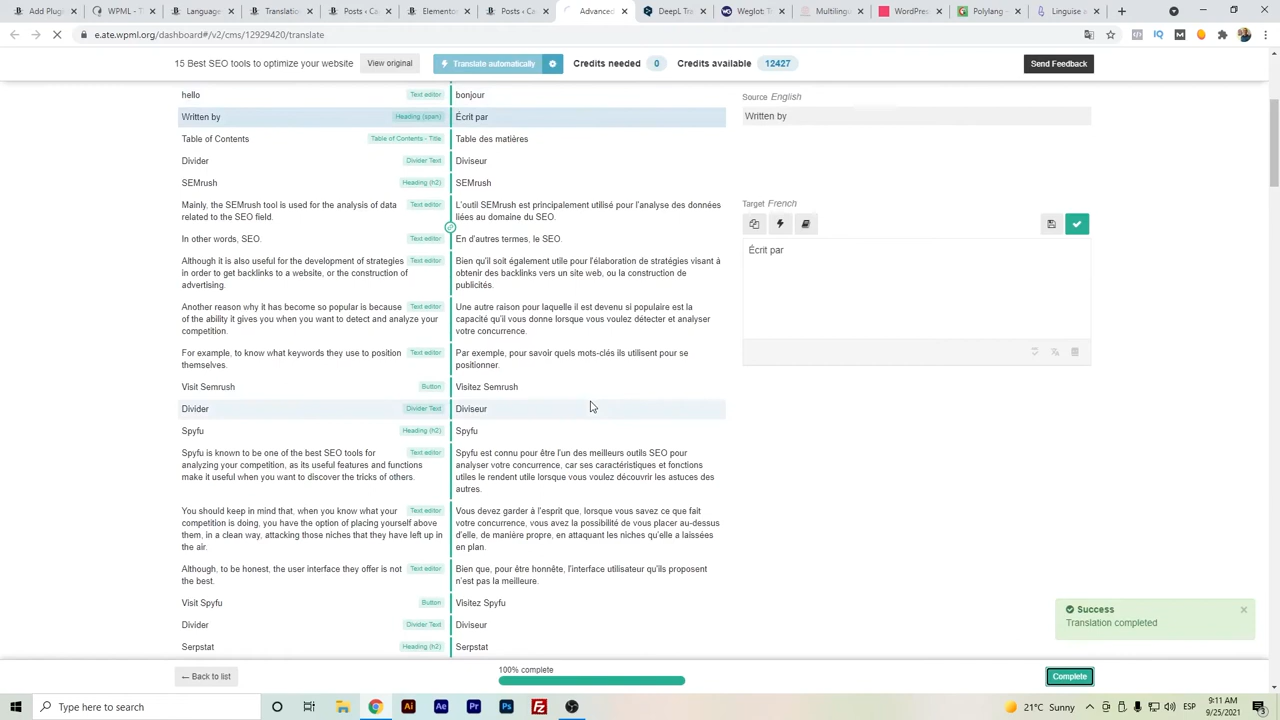 Add Plug
WPML -
Languag
Translati
Posts ‹ Ca
Elemento
Posts ‹ Ca
Advance
DeepL Tra
Weglot T
Multiling
WordPres
Polylang
Linguise a
e.ate.wpml.org/dashboard#/v2/cms/12929420/translate
15 Best SEO tools to optimize your website
View original
Translate automatically
Credits needed 0
Credits available 12427
Send Feedback
hello
Text editor
bonjour
Written by
Heading (span)
Écrit par
Table of Contents
Table of Contents - Title
Table des matières
Divider
Divider Text
Diviseur
SEMrush
Heading (h2)
SEMrush
Mainly, the SEMrush tool is used for the analysis of data
related to the SEO field.
Text editor
L'outil SEMrush est principalement utilisé pour l'analyse des données
liées au domaine du SEO.
In other words, SEO.
Text editor
En d'autres termes, le SEO.
Although it is also useful for the development of strategies
in order to get backlinks to a website, or the construction of
advertising.
Text editor
Bien qu'il soit également utile pour l'élaboration de stratégies visant à
obtenir des backlinks vers un site web, ou la construction de
publicités.
Another reason why it has become so popular is because
of the ability it gives you when you want to detect and analyze your
competition.
Text editor
Une autre raison pour laquelle il est devenu si populaire est la
capacité qu'il vous donne lorsque vous voulez détecter et analyser
votre concurrence.
For example, to know what keywords they use to position
themselves.
Text editor
Par exemple, pour savoir quels mots-clés ils utilisent pour se
positionner.
Visit Semrush
Button
Visitez Semrush
Divider
Divider Text
Diviseur
Spyfu
Heading (h2)
Spyfu
Spyfu is known to be one of the best SEO tools for
analyzing your competition, as its useful features and functions
make it useful when you want to discover the tricks of others.
Text editor
Spyfu est connu pour être l'un des meilleurs outils SEO pour
analyser votre concurrence, car ses caractéristiques et fonctions
utiles le rendent utile lorsque vous voulez découvrir les astuces des
autres.
You should keep in mind that, when you know what your
competition is doing, you have the option of placing yourself above
them, in a clean way, attacking those niches that they have left up in
the air.
Text editor
Vous devez garder à l'esprit que, lorsque vous savez ce que fait
votre concurrence, vous avez la possibilité de vous placer au-dessus
d'elle, de manière propre, en attaquant les niches qu'elle a laissées
en plan.
Although, to be honest, the user interface they offer is not
the best.
Text editor
Bien que, pour être honnête, l'interface utilisateur qu'ils proposent
n'est pas la meilleure.
Visit Spyfu
Button
Visitez Spyfu
Divider
Divider Text
Diviseur
Serpstat
Heading (h2)
Serpstat
Source English
Written by
Target French
Écrit par
Success
Translation completed
← Back to list
100% complete
Complete
Type here to search
21°C Sunny
ESP
9:11 AM
9/25/2021